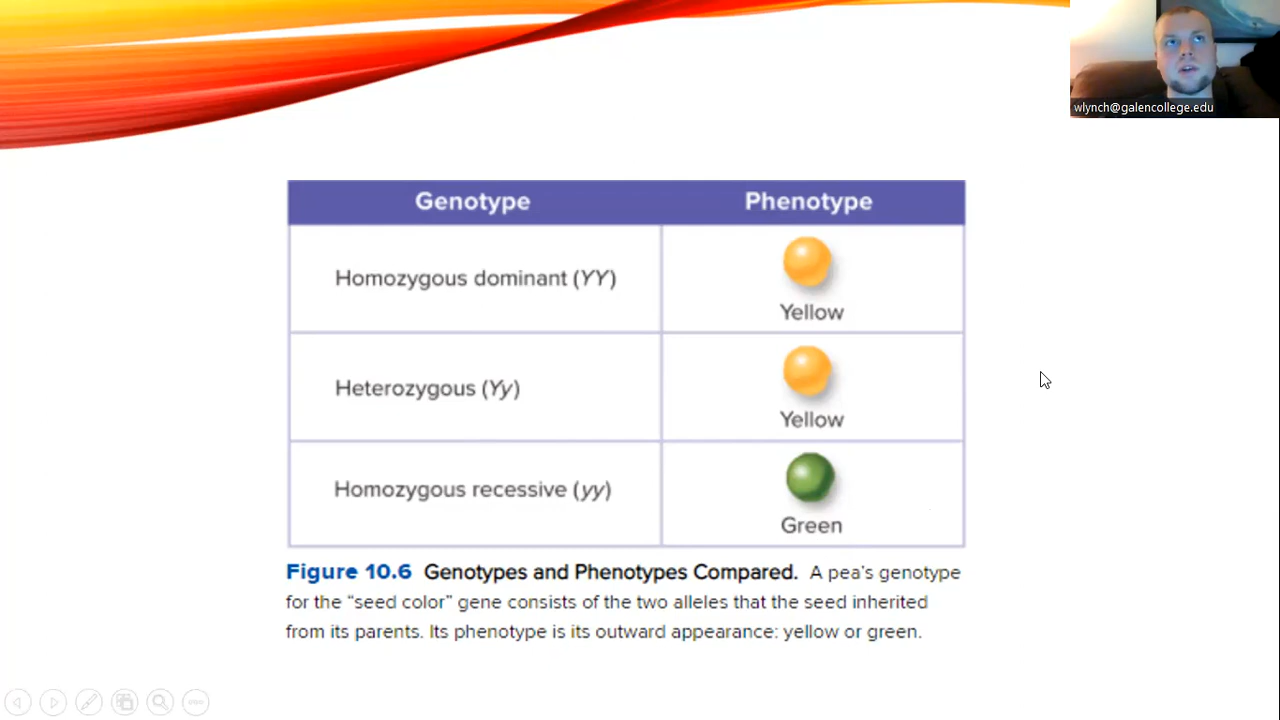 wlynch@galencollege.edu
Genotype Phenotype
Homozygous dominant (YY)
Yellow
Heterozygous (Yy)
Yellow
Homozygous recessive (yy)
Green
Figure 10.6 Genotypes and Phenotypes Compared. A pea's genotype
for the “seed color” gene consists of the two alleles that the seed inherited
from its parents. Its phenotype is its outward appearance: yellow or green.